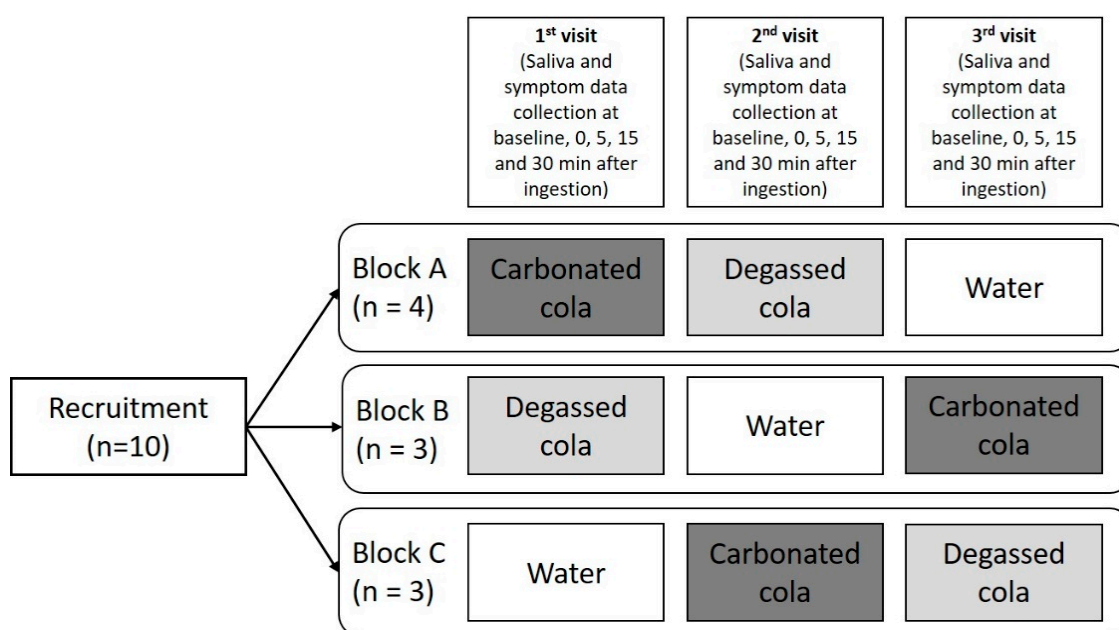 1st visit
(Saliva and
symptom data
collection at
baseline, 0, 5, 15
and 30 min after
ingestion)
2nd visit
(Saliva and
symptom data
collection at
baseline, 0, 5, 15
and 30 min after
ingestion)
3rd visit
(Saliva and
symptom data
collection at
baseline, 0, 5, 15
and 30 min after
ingestion)
Recruitment
(n=10)
Block A
(n = 4)
Carbonated
cola
Degassed
cola
Water
Block B
(n = 3)
Degassed
cola
Water
Carbonated
cola
Block C
(n = 3)
Water
Carbonated
cola
Degassed
cola